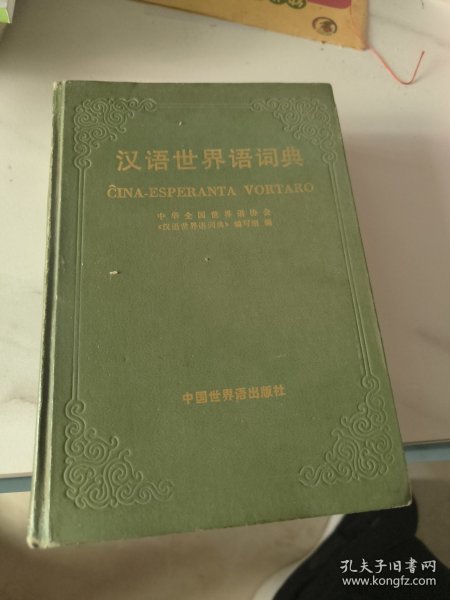 汉语世界语词典
ĈINA-ESPERANTA VORTARO
中华全国世界语协会
《汉语世界语词典》编写组 编
中国世界语出版社
孔夫子旧书网
www.kongfz.com